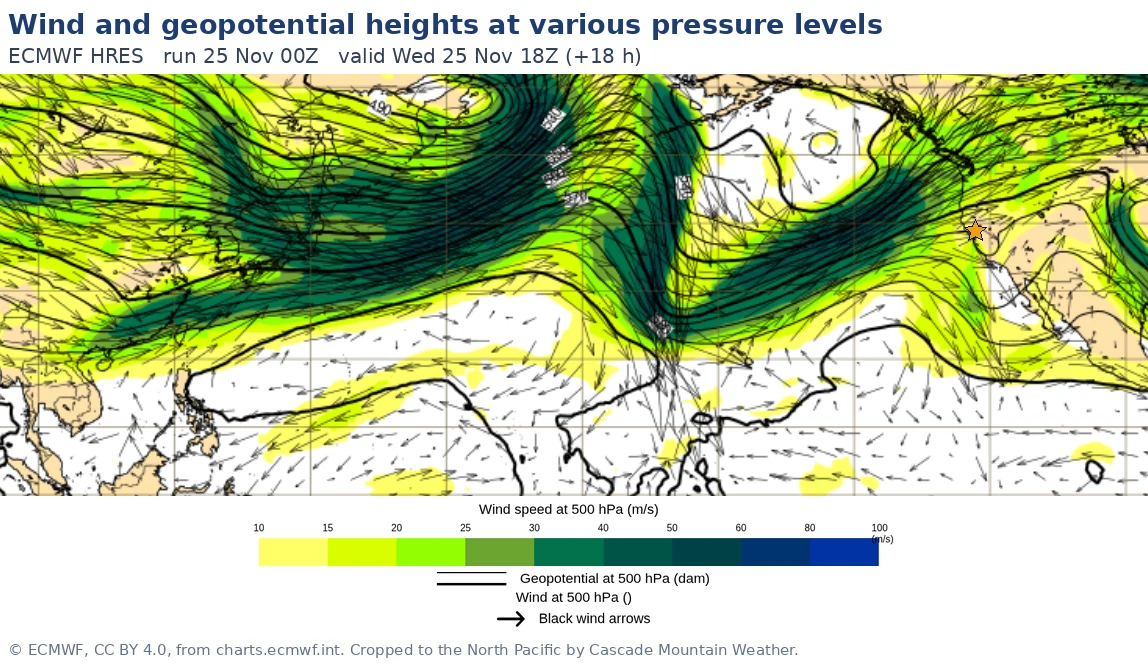 Wind and geopotential heights at various pressure levels
ECMWF HRES run 25 Nov 00Z valid Wed 25 Nov 18Z (+18 h)
490
Wind speed at 500 hPa (m/s)
10 15 20 25 30 40 50 60 80 100
(m/s)
Geopotential at 500 hPa (dam)
Wind at 500 hPa ()
Black wind arrows
© ECMWF, CC BY 4.0, from charts.ecmwf.int. Cropped to the North Pacific by Cascade Mountain Weather.